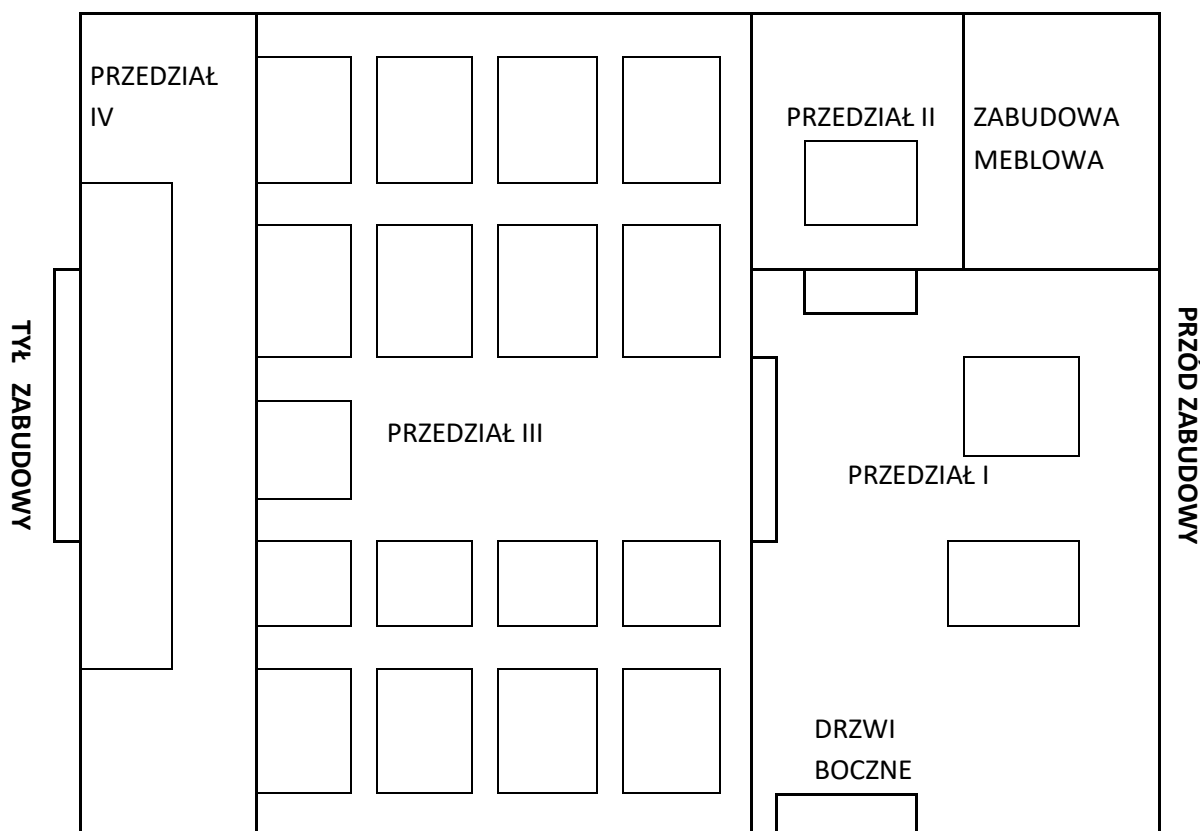 PRZEDZIAŁ
IV
PRZEDZIAŁ II
ZABUDOWA
MEBLOWA
TYŁ ZABUDOWY
PRZÓD ZABUDOWY
PRZEDZIAŁ III
PRZEDZIAŁ I
DRZWI
BOCZNE